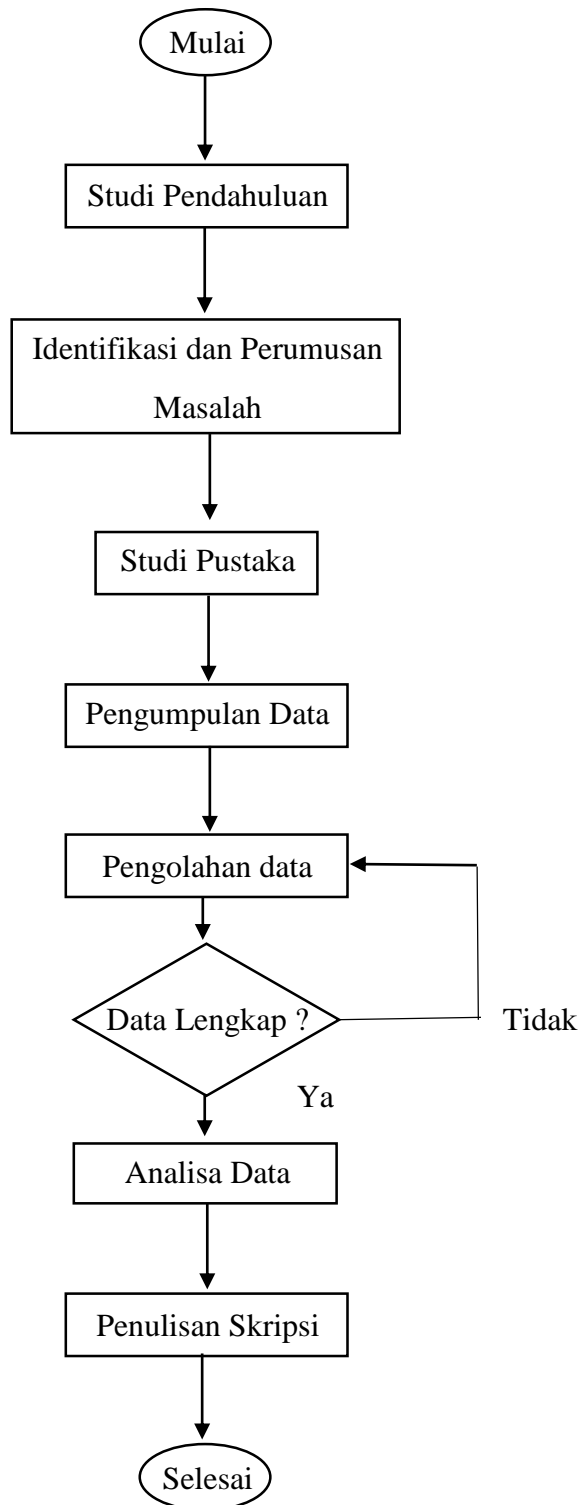 Mulai
Studi Pendahuluan
Identifikasi dan Perumusan
Masalah
Studi Pustaka
Pengumpulan Data
Pengolahan data
Data Lengkap ?
Tidak
Ya
Analisa Data
Penulisan Skripsi
Selesai